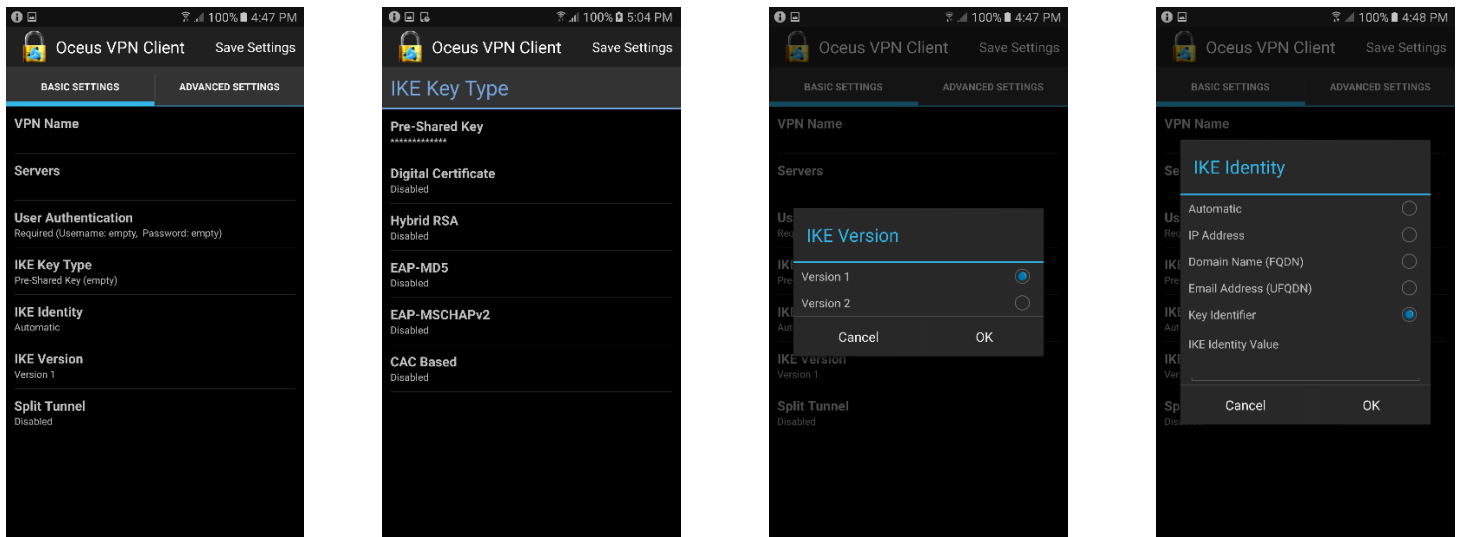 100% 4:47 PM
Oceus VPN Client Save Settings
BASIC SETTINGS ADVANCED SETTINGS
VPN Name
Servers
User Authentication
Required (Username: empty, Password: empty)
IKE Key Type
Pre-Shared Key (empty)
IKE Identity
Automatic
IKE Version
Version 1
Split Tunnel
Disabled
100% 5:04 PM
Oceus VPN Client Save Settings
IKE Key Type
Pre-Shared Key
*************
Digital Certificate
Disabled
Hybrid RSA
Disabled
EAP-MD5
Disabled
EAP-MSCHAPv2
Disabled
CAC Based
Disabled
100% 4:47 PM
Oceus VPN Client Save Settings
BASIC SETTINGS ADVANCED SETTINGS
VPN Name
Servers
IKE Version
Version 1
Version 2
Cancel OK
IKE Version
Version 1
Split Tunnel
Disabled
100% 4:48 PM
Oceus VPN Client Save Settings
BASIC SETTINGS ADVANCED SETTINGS
VPN Name
IKE Identity
Automatic
IP Address
Domain Name (FQDN)
Email Address (UFQDN)
Key Identifier
IKE Identity Value
Cancel OK